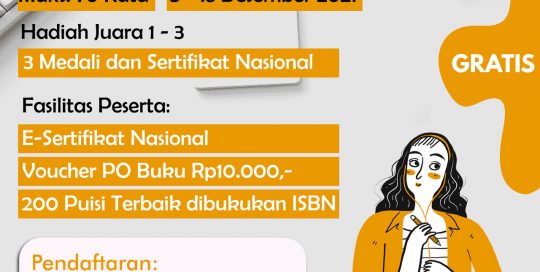 Hadiah Juara 1 - 3
3 Medali dan Sertifikat Nasional
GRATIS
Fasilitas Peserta:
E-Sertifikat Nasional
Voucher PO Buku Rp10.000,-
200 Puisi Terbaik dibukukan ISBN
Pendaftaran: